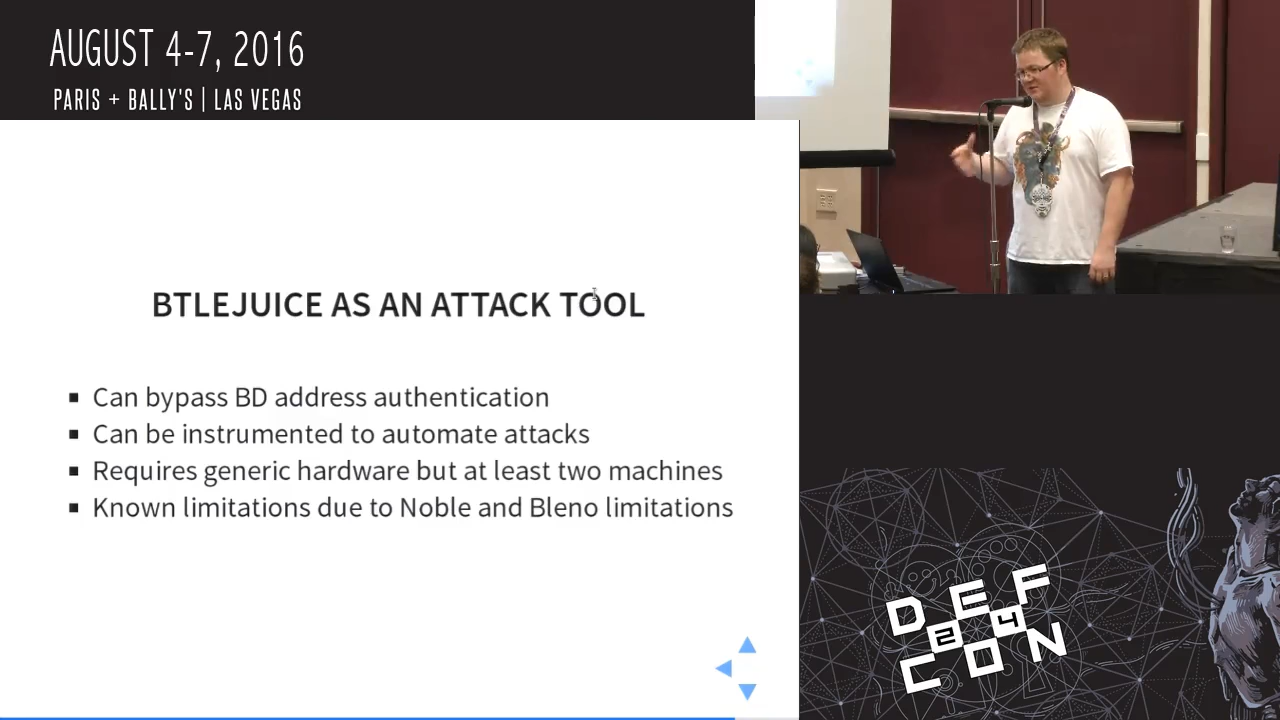 AUGUST 4-7, 2016
PARIS + BALLY'S | LAS VEGAS
BTLEJUICE AS AN ATTACK TOOL
Can bypass BD address authentication
Can be instrumented to automate attacks
Requires generic hardware but at least two machines
Known limitations due to Noble and Bleno limitations
DEF
24
CON